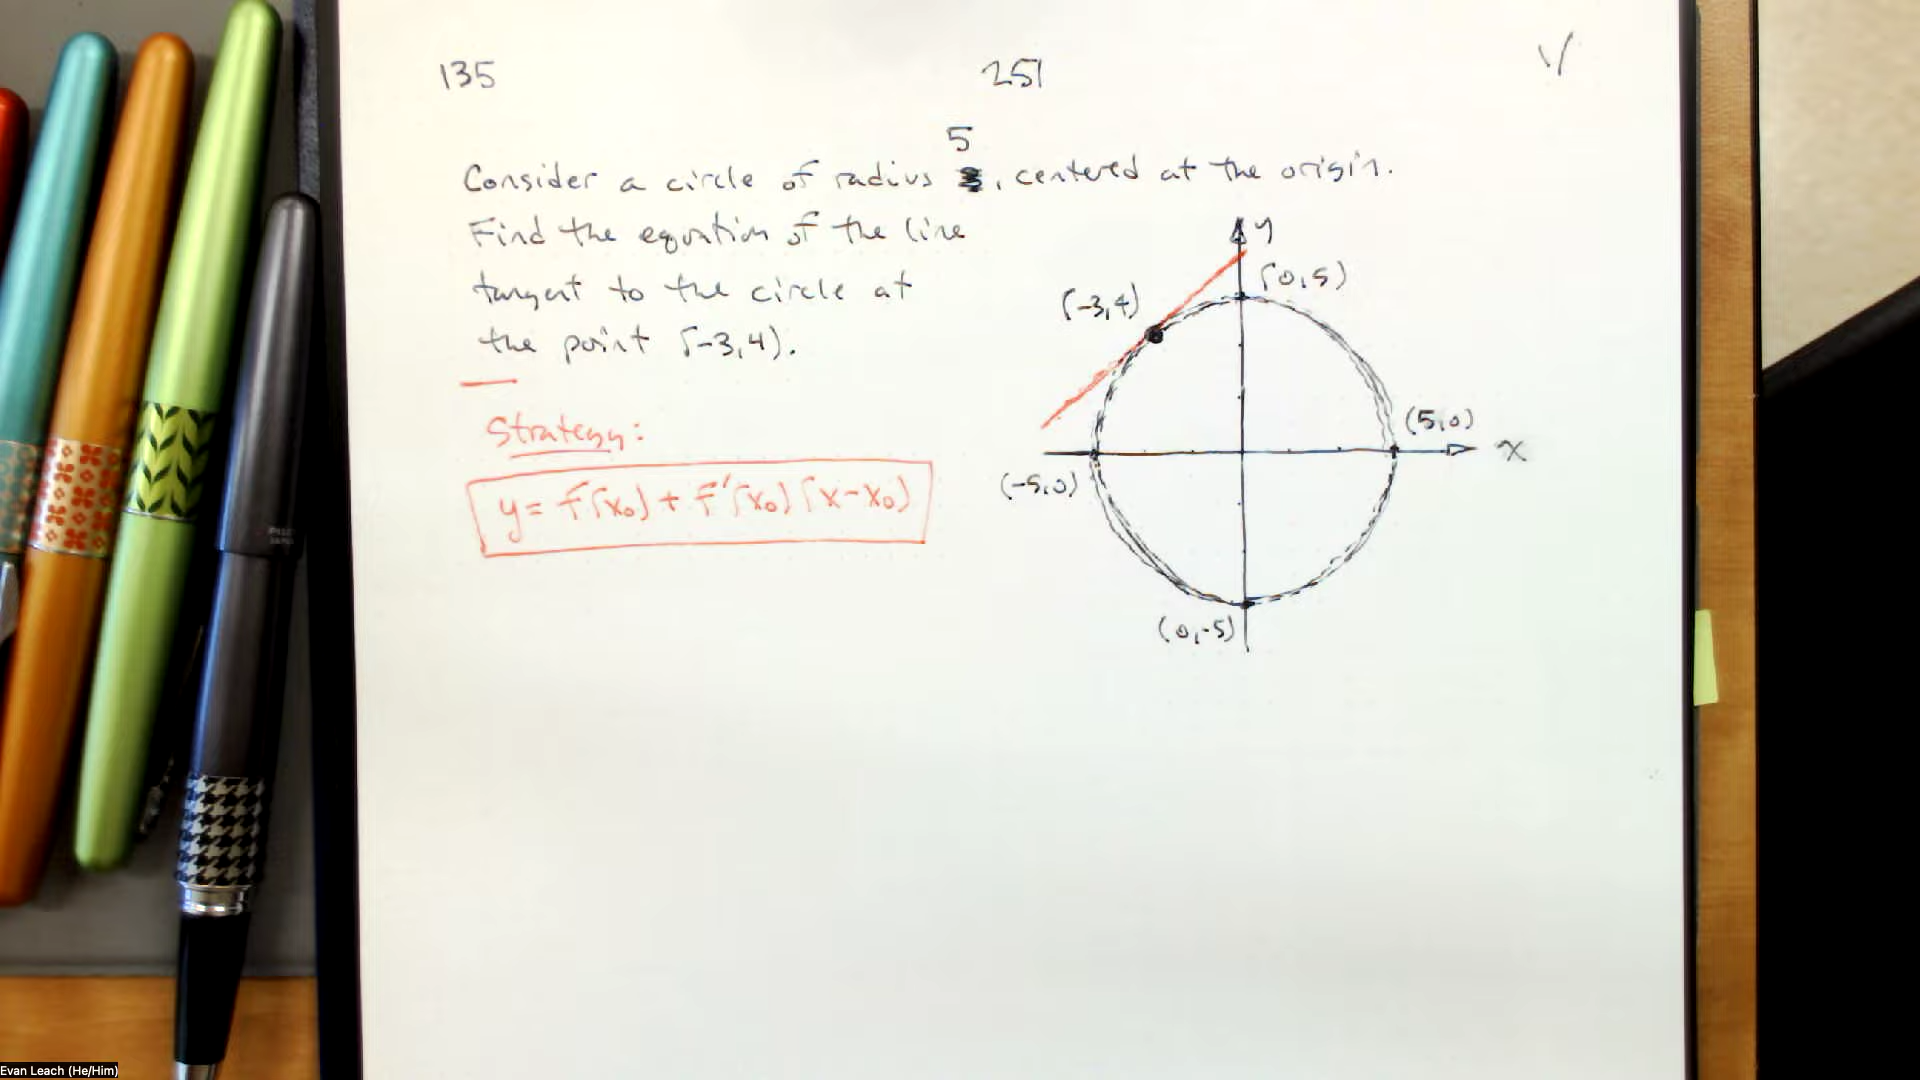 135
251
5
Consider a circle of radius , centered at the origin.
Find the equation of the line
tangent to the circle at
the point (-3,4).
Strategy:
y = f(x₀) + f'(x₀)(x-x₀)
y
(0,5)
(-3,4)
(5,0)
x
(-5,0)
(0,-5)
Evan Leach (He/Him)